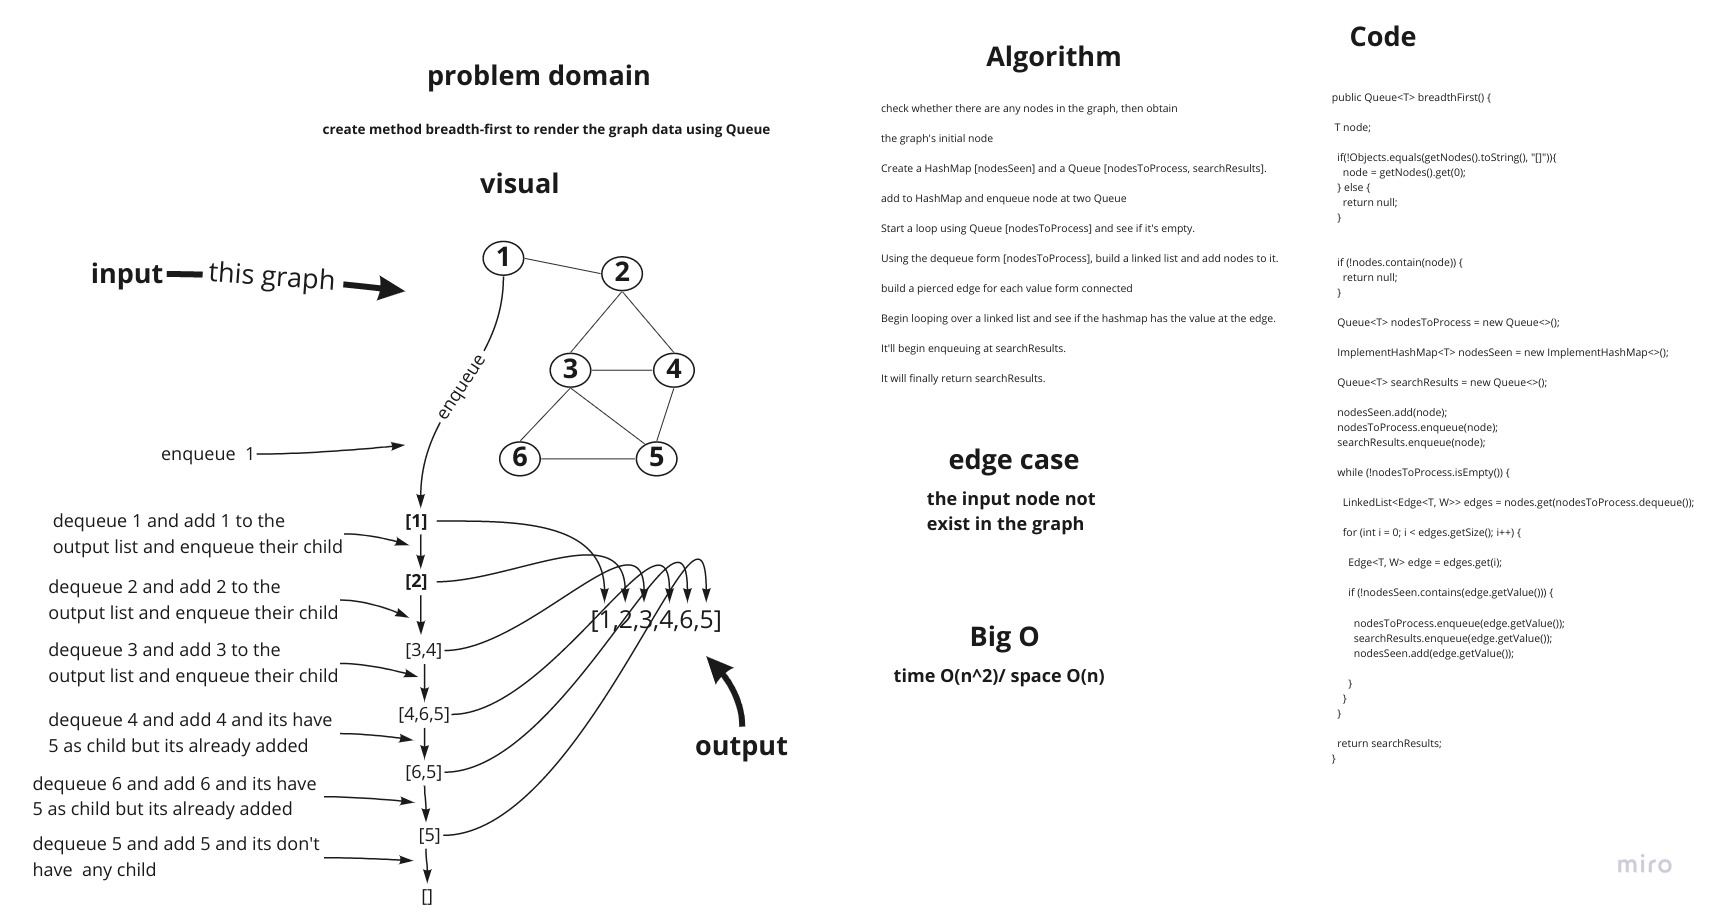 problem domain
create method breadth-first to render the graph data using Queue
visual
input
this graph
1
2
3
4
6
5
enqueue
enqueue  1
[1]
dequeue 1 and add 1 to the
output list and enqueue their child
[2]
dequeue 2 and add 2 to the
output list and enqueue their child
[1,2,3,4,6,5]
[3,4]
dequeue 3 and add 3 to the
output list and enqueue their child
[4,6,5]
dequeue 4 and add 4 and its have
5 as child but its already added
output
[6,5]
dequeue 6 and add 6 and its have
5 as child but its already added
[5]
dequeue 5 and add 5 and its don't
have  any child
[]
Algorithm
check whether there are any nodes in the graph, then obtain
the graph's initial node
Create a HashMap [nodesSeen] and a Queue [nodesToProcess, searchResults].
add to HashMap and enqueue node at two Queue
Start a loop using Queue [nodesToProcess] and see if it's empty.
Using the dequeue form [nodesToProcess], build a linked list and add nodes to it.
build a pierced edge for each value form connected
Begin looping over a linked list and see if the hashmap has the value at the edge.
It'll begin enqueuing at searchResults.
It will finally return searchResults.
edge case
the input node not
exist in the graph
Big O
time O(n^2)/ space O(n)
Code
public Queue<T> breadthFirst() {
T node;
if(!Objects.equals(getNodes().toString(), "[]")){
node = getNodes().get(0);
} else {
return null;
}
if (!nodes.contain(node)) {
return null;
}
Queue<T> nodesToProcess = new Queue<>();
ImplementHashMap<T> nodesSeen = new ImplementHashMap<>();
Queue<T> searchResults = new Queue<>();
nodesSeen.add(node);
nodesToProcess.enqueue(node);
searchResults.enqueue(node);
while (!nodesToProcess.isEmpty()) {
LinkedList<Edge<T, W>> edges = nodes.get(nodesToProcess.dequeue());
for (int i = 0; i < edges.getSize(); i++) {
Edge<T, W> edge = edges.get(i);
if (!nodesSeen.contains(edge.getValue())) {
nodesToProcess.enqueue(edge.getValue());
searchResults.enqueue(edge.getValue());
nodesSeen.add(edge.getValue());
}
}
}
return searchResults;
}
miro